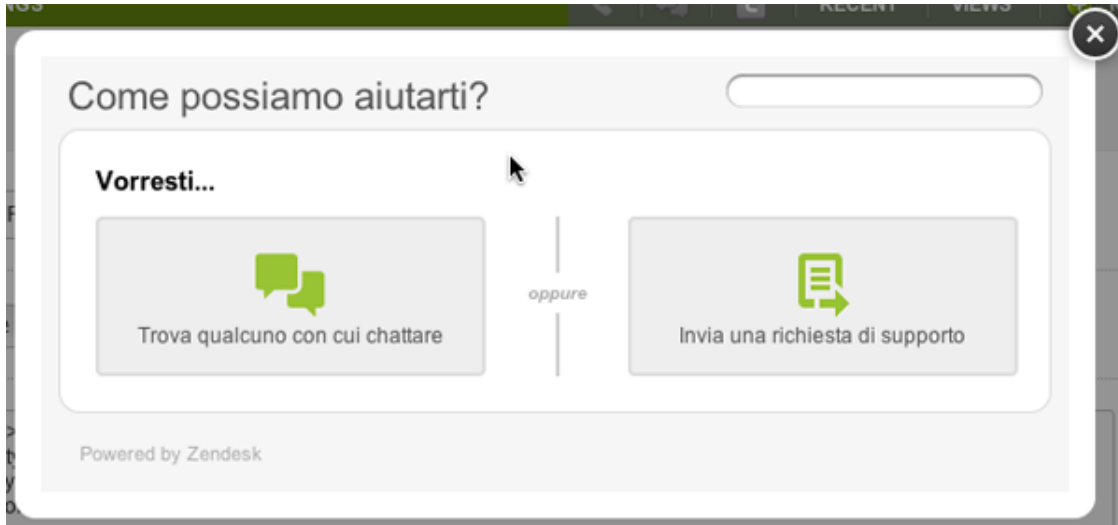 NGS
RECENT
VIEWS
Come possiamo aiutarti?
Vorresti...
Trova qualcuno con cui chattare
oppure
Invia una richiesta di supporto
Powered by Zendesk